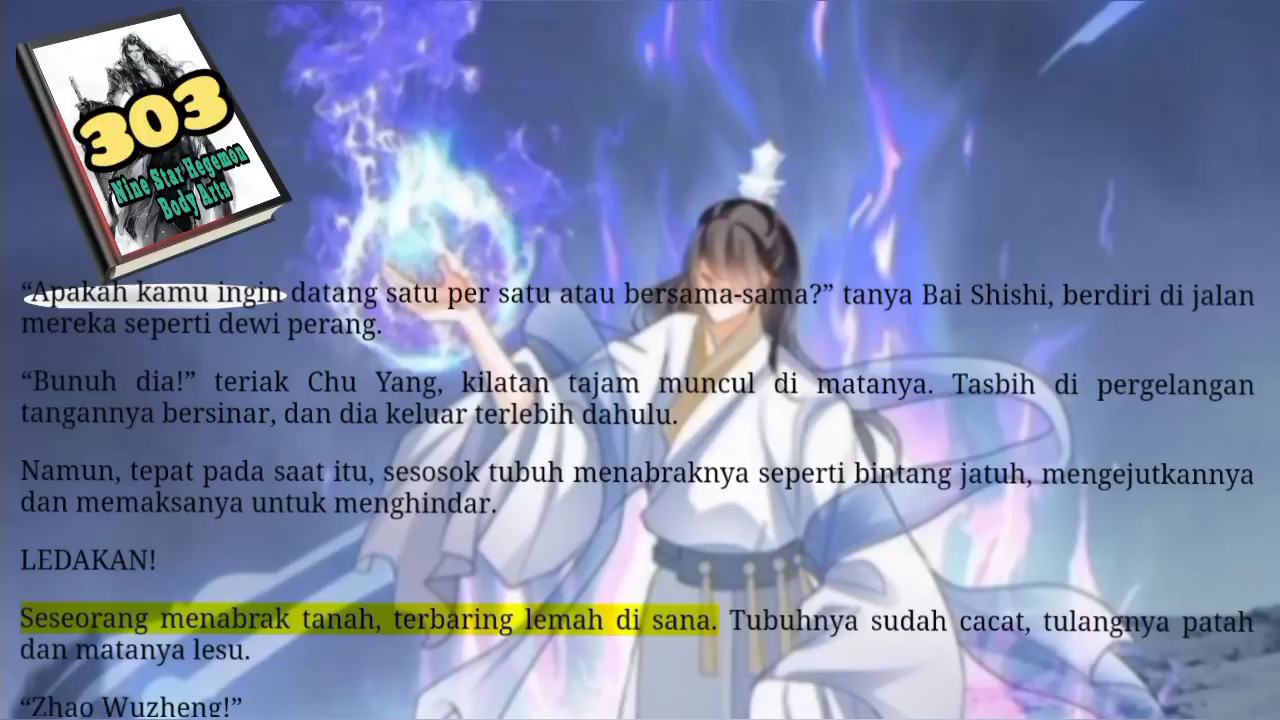 303
Nine Star Hegemon
Body Arts
“Apakah kamu ingin datang satu per satu atau bersama-sama?” tanya Bai Shishi, berdiri di jalan
mereka seperti dewi perang.
“Bunuh dia!” teriak Chu Yang, kilatan tajam muncul di matanya. Tasbih di pergelangan
tangannya bersinar, dan dia keluar terlebih dahulu.
Namun, tepat pada saat itu, sesosok tubuh menabraknya seperti bintang jatuh, mengejutkannya
dan memaksanya untuk menghindar.
LEDAKAN!
Seseorang menabrak tanah, terbaring lemah di sana. Tubuhnya sudah cacat, tulangnya patah
dan matanya lesu.
“Zhao Wuzheng!”